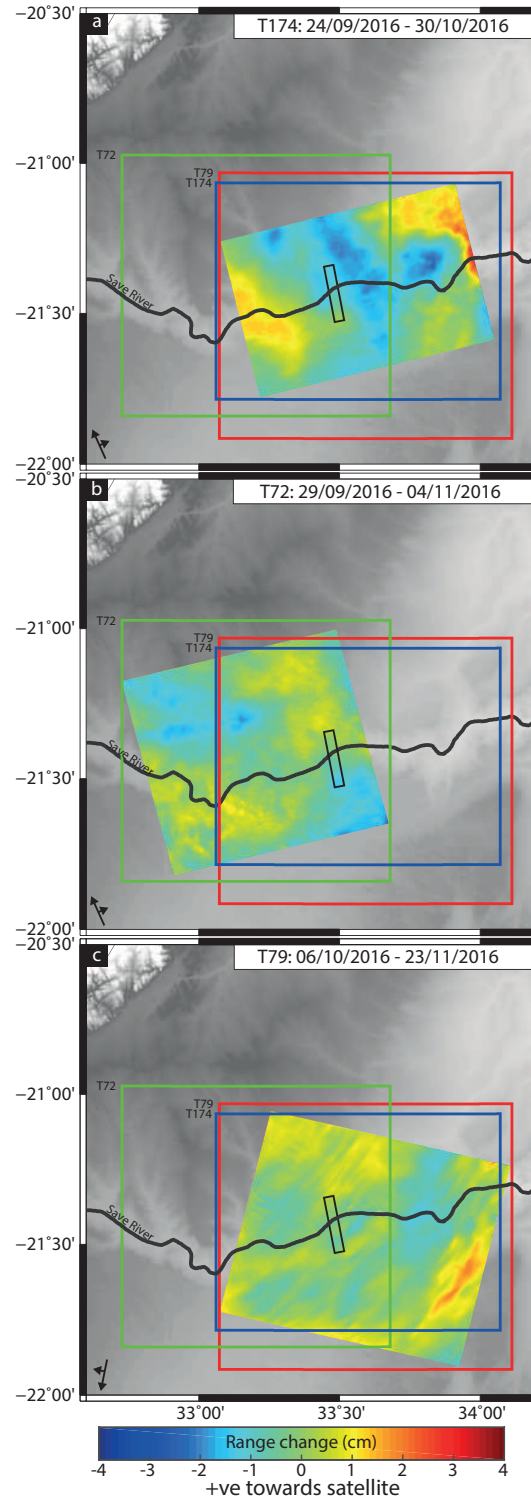 −20˚30'
a
T174: 24/09/2016 - 30/10/2016
−21˚00'
T72
T79
T174
Save River
−21˚30'
−22˚00'
−20˚30'
b
T72: 29/09/2016 - 04/11/2016
−21˚00'
T72
T79
T174
Save River
−21˚30'
−22˚00'
−20˚30'
c
T79: 06/10/2016 - 23/11/2016
−21˚00'
T72
T79
T174
Save River
−21˚30'
−22˚00'
33˚00' 33˚30' 34˚00'
Range change (cm)
-4 -3 -2 -1 0 1 2 3 4
+ve towards satellite